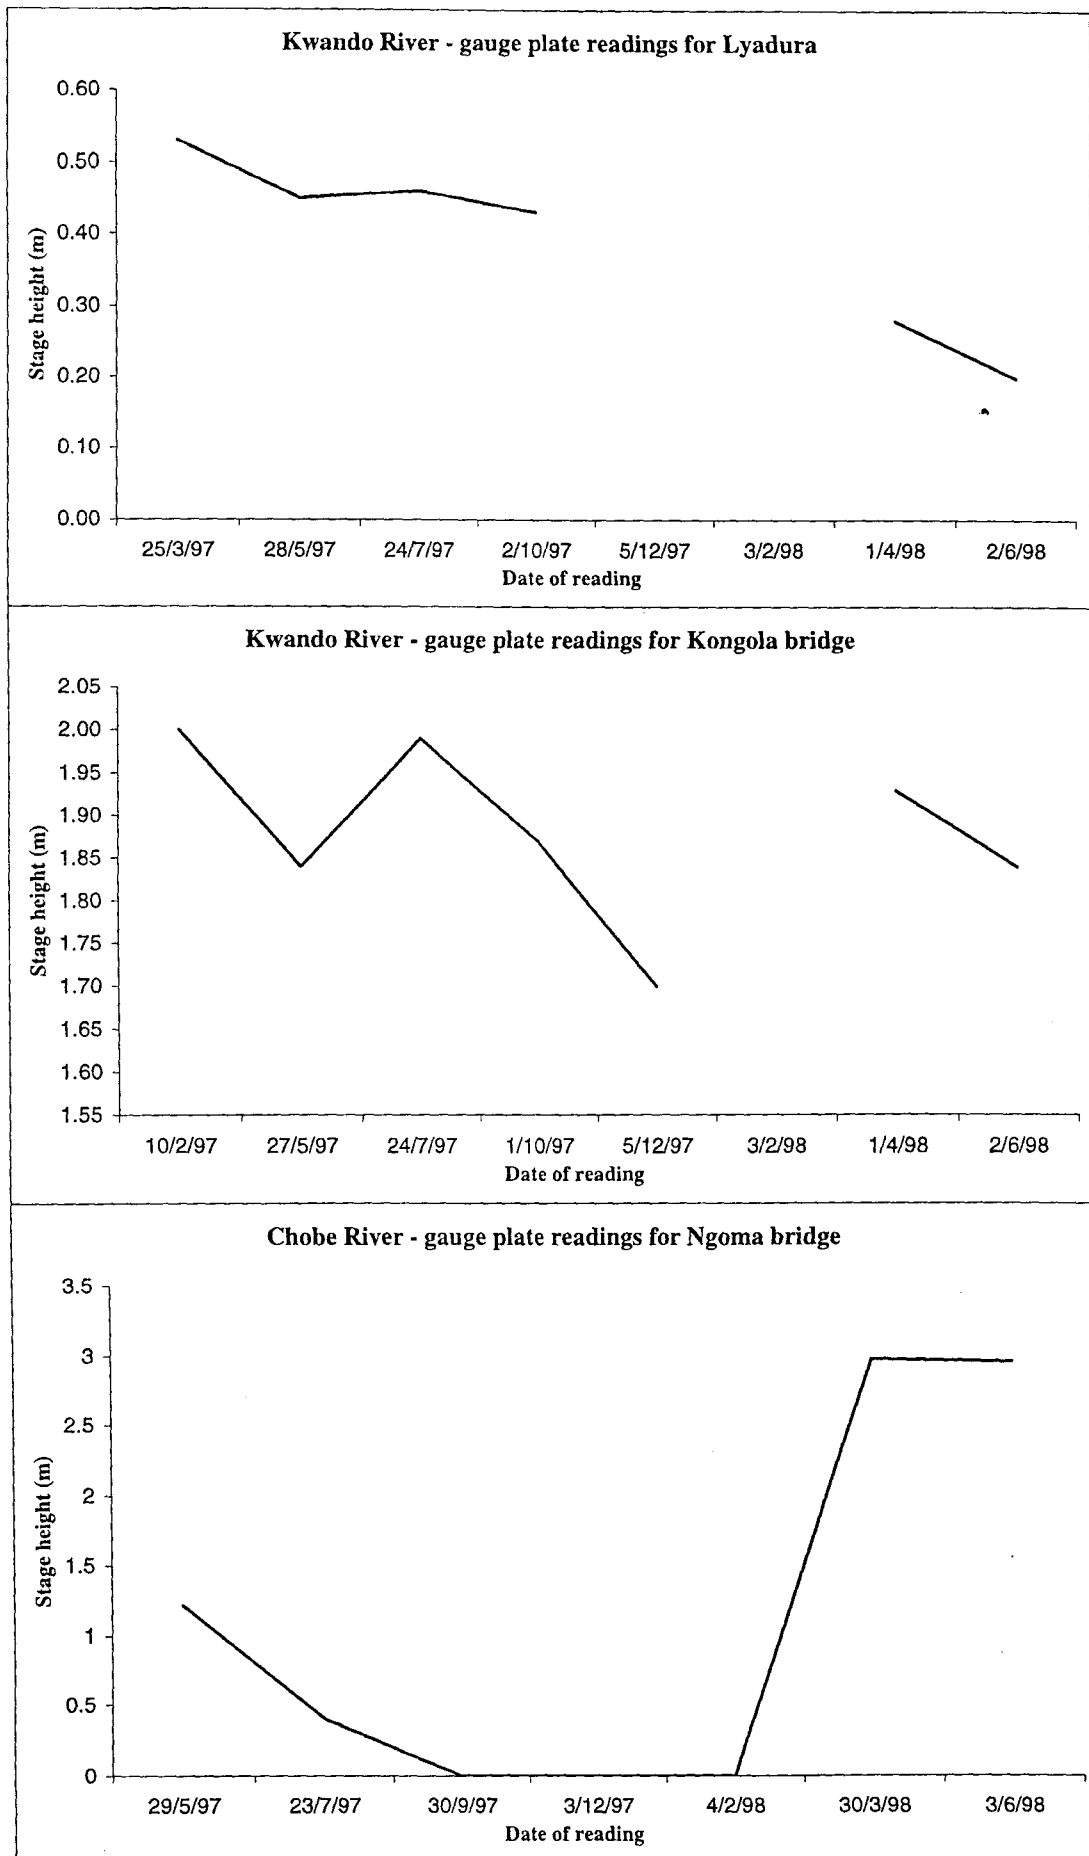 Kwando River - gauge plate readings for Lyadura
0.60
0.50
0.40
0.30
0.20
0.10
0.00
Stage height (m)
25/3/97 28/5/97 24/7/97 2/10/97 5/12/97 3/2/98 1/4/98 2/6/98
Date of reading
Kwando River - gauge plate readings for Kongola bridge
2.05
2.00
1.95
1.90
1.85
1.80
1.75
1.70
1.65
1.60
1.55
Stage height (m)
10/2/97 27/5/97 24/7/97 1/10/97 5/12/97 3/2/98 1/4/98 2/6/98
Date of reading
Chobe River - gauge plate readings for Ngoma bridge
3.5
3
2.5
2
1.5
1
0.5
0
Stage height (m)
29/5/97 23/7/97 30/9/97 3/12/97 4/2/98 30/3/98 3/6/98
Date of reading